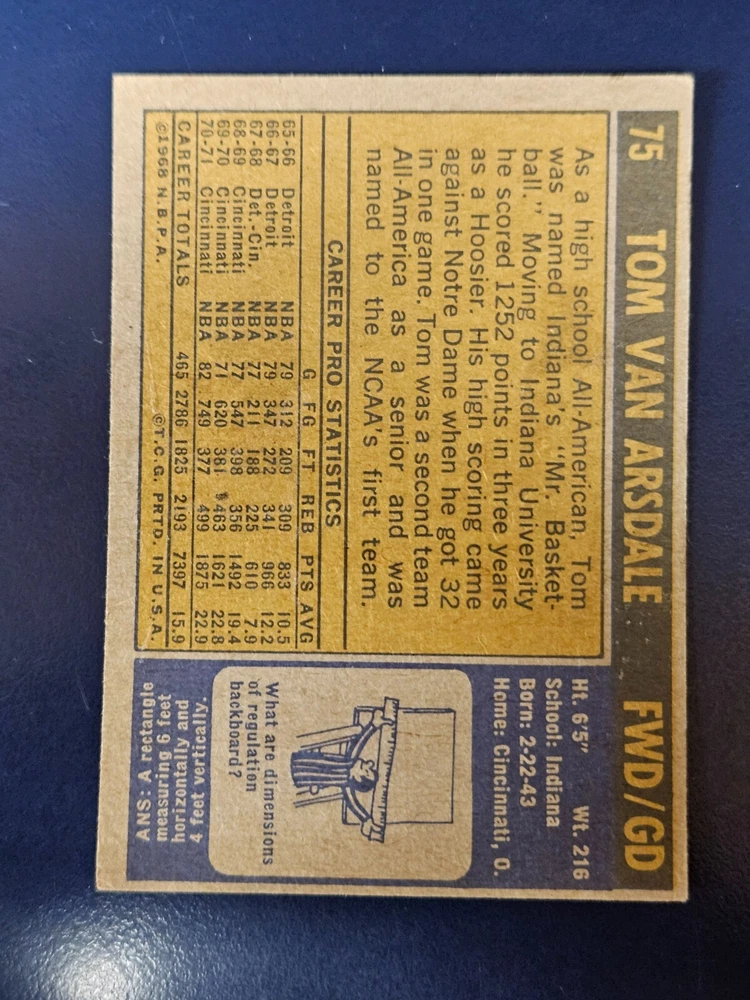 75 TOM VAN ARSDALE FWD/GD
As a high school All-American, Tom
was named Indiana's "Mr. Basket-
ball." Moving to Indiana University
he scored 1252 points in three years
as a Hoosier. His high scoring came
against Notre Dame when he got 32
in one game. Tom was a second team
All-America as a senior and was
named to the NCAA's first team.
CAREER PRO STATISTICS
G FG FT REB PTS AVG
65-66 Detroit NBA 79 312 209 309 833 10.5
66-67 Detroit NBA 79 347 272 341 966 12.2
67-68 Det.-Cin. NBA 77 211 188 225 610 7.9
68-69 Cincinnati NBA 77 547 398 356 1492 19.4
69-70 Cincinnati NBA 71 620 381 463 1621 22.8
70-71 Cincinnati NBA 82 749 377 499 1875 22.9
CAREER TOTALS 465 2786 1825 2193 7397 15.9
©1968 N.B.P.A. ©T.C.G. PRTD. IN U.S.A.
Ht. 6'5" Wt. 216
School: Indiana
Born: 2-22-43
Home: Cincinnati, O.
What are dimensions
of regulation
backboard?
ANS: A rectangle
measuring 6 feet
horizontally and
4 feet vertically.